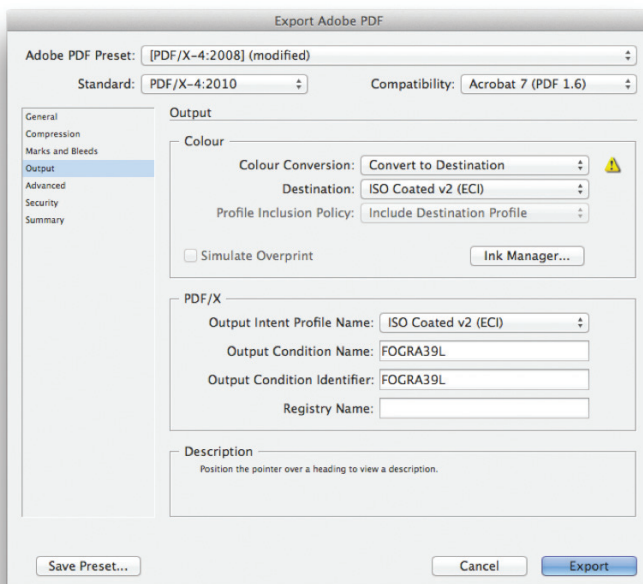 Export Adobe PDF
Adobe PDF Preset: [PDF/X-4:2008] (modified)
Standard: PDF/X-4:2010 Compatibility: Acrobat 7 (PDF 1.6)
General
Compression
Marks and Bleeds
Output
Advanced
Security
Summary
Output
Colour
Colour Conversion: Convert to Destination
Destination: ISO Coated v2 (ECI)
Profile Inclusion Policy: Include Destination Profile
Simulate Overprint Ink Manager...
PDF/X
Output Intent Profile Name: ISO Coated v2 (ECI)
Output Condition Name: FOGRA39L
Output Condition Identifier: FOGRA39L
Registry Name:
Description
Position the pointer over a heading to view a description.
Save Preset... Cancel Export